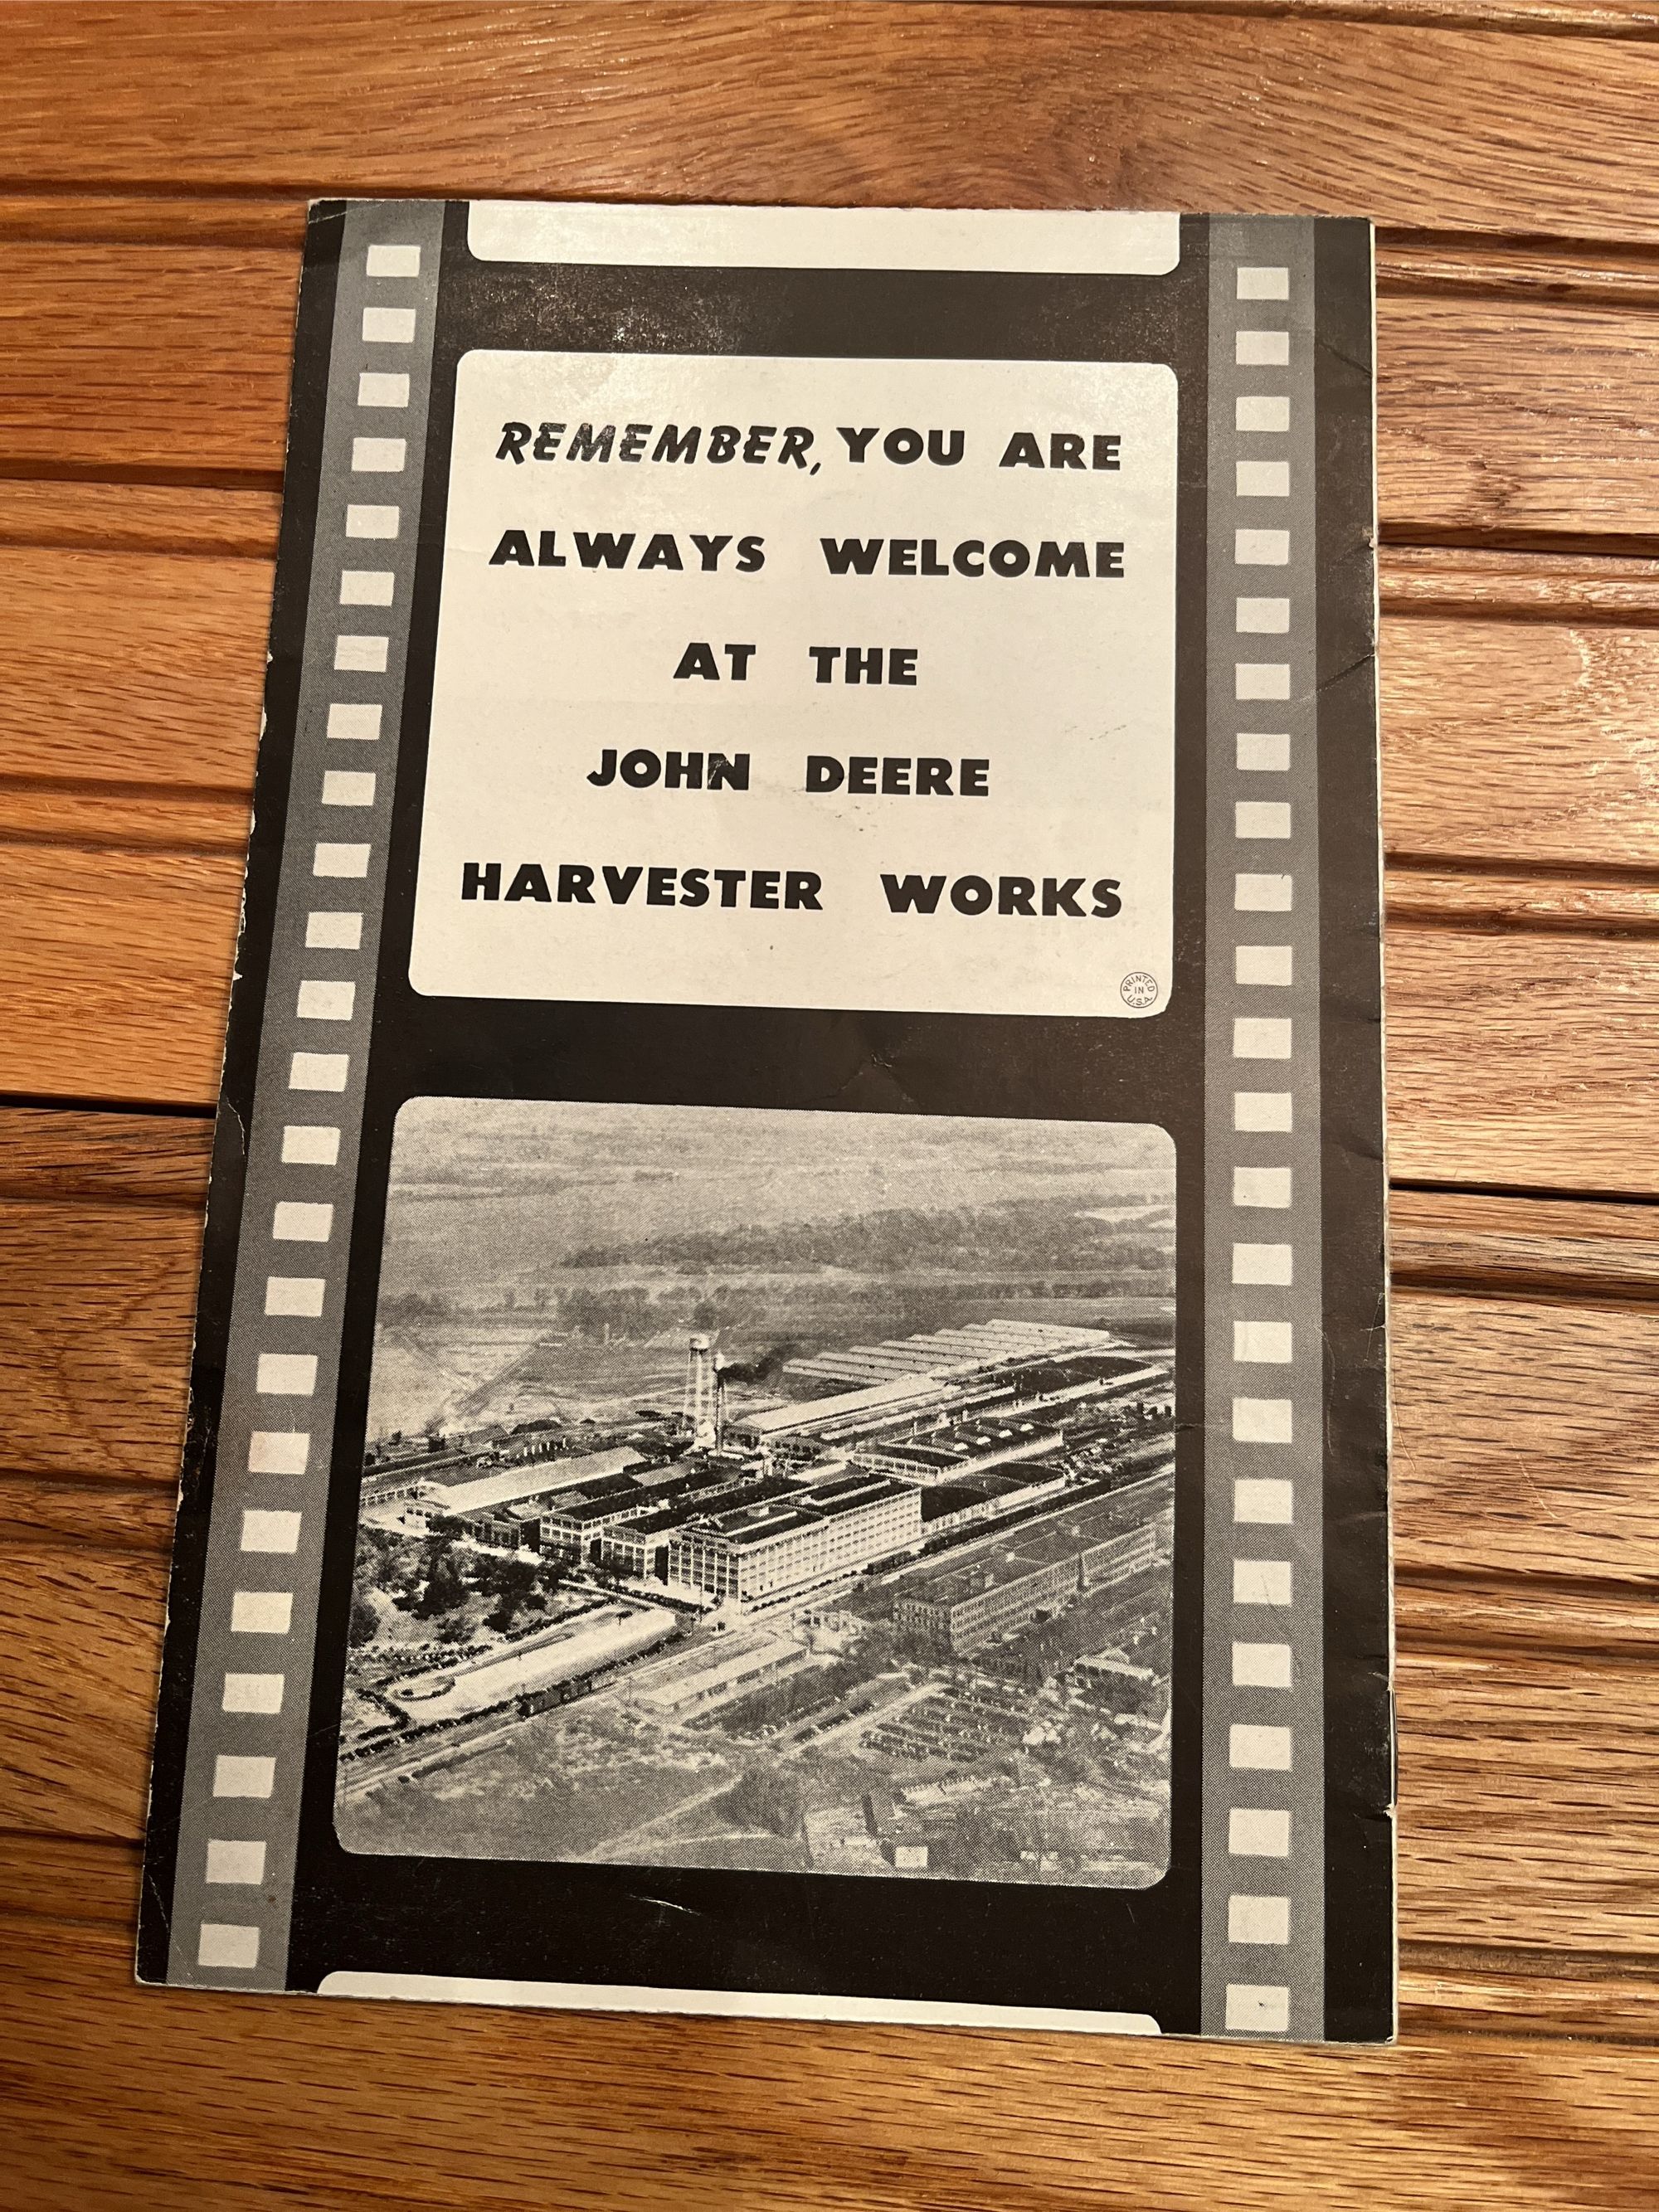 REMEMBER, YOU ARE
ALWAYS WELCOME
AT THE
JOHN DEERE
HARVESTER WORKS
PRINTED
IN
U.S.A.